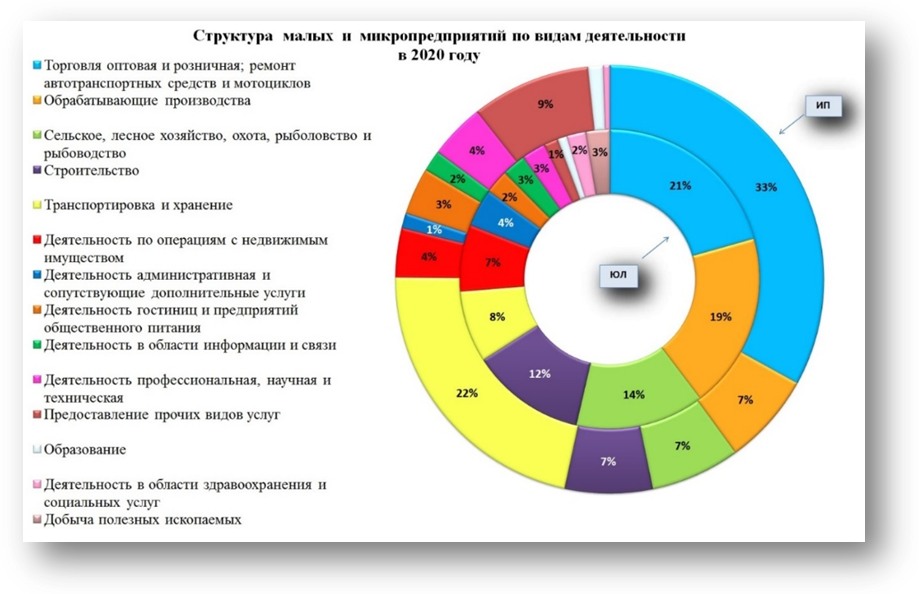 Структура малых и микропредприятий по видам деятельности
в 2020 году
Торговля оптовая и розничная; ремонт
автотранспортных средств и мотоциклов
Обрабатывающие производства
Сельское, лесное хозяйство, охота, рыболовство и
рыбоводство
Строительство
Транспортировка и хранение
Деятельность по операциям с недвижимым
имуществом
Деятельность административная и
сопутствующие дополнительные услуги
Деятельность гостиниц и предприятий
общественного питания
Деятельность в области информации и связи
Деятельность профессиональная, научная и
техническая
Предоставление прочих видов услуг
Образование
Деятельность в области здравоохранения и
социальных услуг
Добыча полезных ископаемых
ИП
33%
7%
7%
7%
22%
4%
1%
3%
2%
4%
9%
ЮЛ
21%
19%
14%
12%
8%
7%
4%
2%
3%
3%
1%
2%
3%